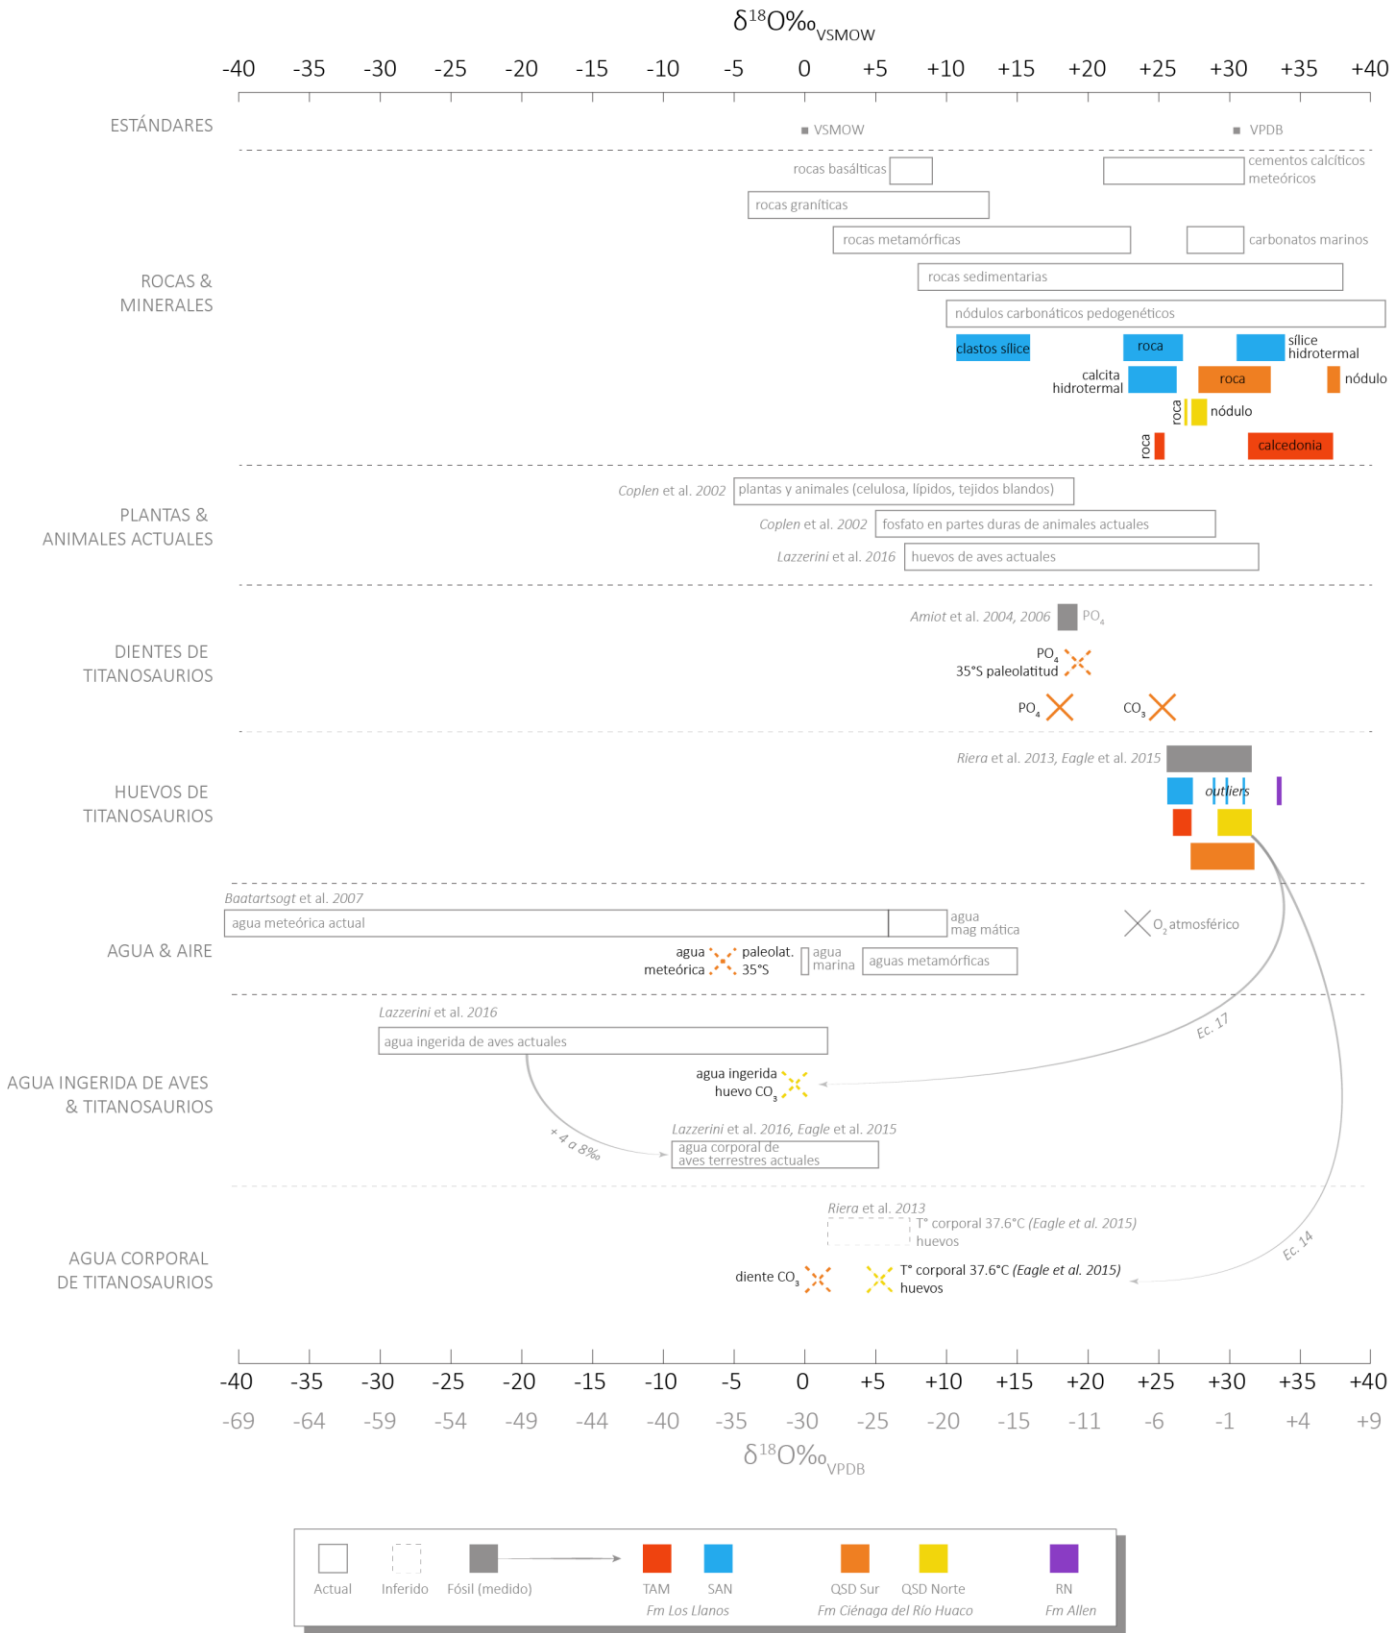 δ¹⁸O‰VSMOW
-40 -35 -30 -25 -20 -15 -10 -5 0 +5 +10 +15 +20 +25 +30 +35 +40
ESTÁNDARES
VSMOW
VPDB
ROCAS &
MINERALES
rocas basálticas
cementos calcíticos
meteóricos
rocas graníticas
rocas metamórficas
carbonatos marinos
rocas sedimentarias
nódulos carbonáticos pedogenéticos
clastos sílice
roca
sílice
hidrotermal
calcita
hidrotermal
roca
nódulo
roca
nódulo
roca
calcedonia
PLANTAS &
ANIMALES ACTUALES
Coplen et al. 2002
plantas y animales (celulosa, lípidos, tejidos blandos)
Coplen et al. 2002
fosfato en partes duras de animales actuales
Lazzerini et al. 2016
huevos de aves actuales
DIENTES DE
TITANOSAURIOS
Amiot et al. 2004, 2006
PO₄
PO₄
35°S paleolatitud
PO₄
CO₃
HUEVOS DE
TITANOSAURIOS
Riera et al. 2013, Eagle et al. 2015
outliers
AGUA & AIRE
Baatartsogt et al. 2007
agua meteórica actual
agua
mag mática
O₂ atmosférico
agua
meteórica
paleolat.
35°S
agua
marina
aguas metamórficas
AGUA INGERIDA DE AVES
& TITANOSAURIOS
Lazzerini et al. 2016
agua ingerida de aves actuales
Ec. 17
agua ingerida
huevo CO₃
+ 4 a 8‰
Lazzerini et al. 2016, Eagle et al. 2015
agua corporal de
aves terrestres actuales
AGUA CORPORAL
DE TITANOSAURIOS
Riera et al. 2013
T° corporal 37.6°C (Eagle et al. 2015)
huevos
Ec. 14
diente CO₃
T° corporal 37.6°C (Eagle et al. 2015)
huevos
-40 -35 -30 -25 -20 -15 -10 -5 0 +5 +10 +15 +20 +25 +30 +35 +40
-69 -64 -59 -54 -49 -44 -40 -35 -30 -25 -20 -15 -11 -6 -1 +4 +9
δ¹⁸O‰VPDB
Actual Inferido Fósil (medido) TAM SAN QSD Sur QSD Norte RN
Fm Los Llanos Fm Ciénaga del Río Huaco Fm Allen